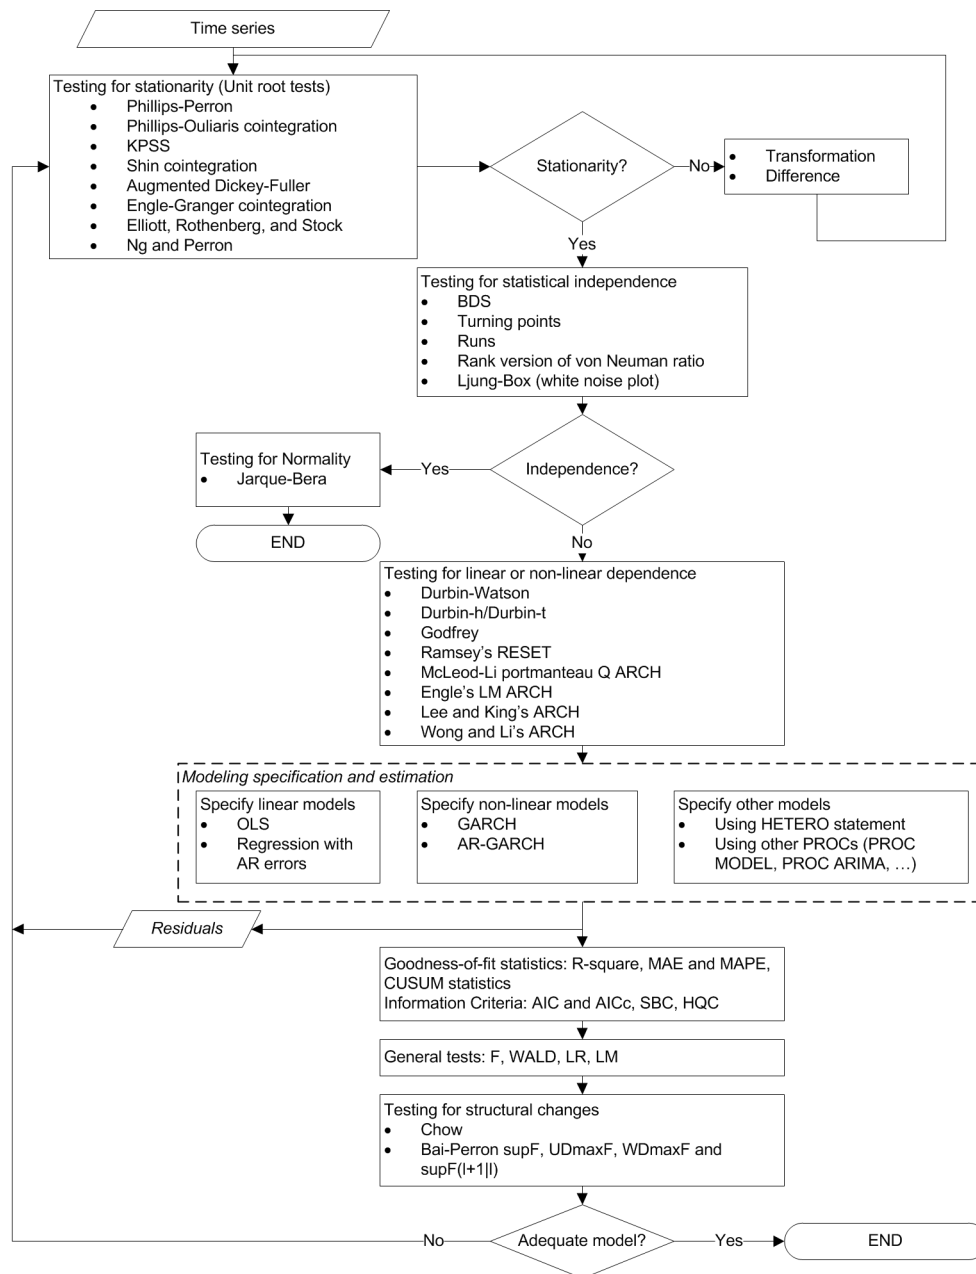 Time series
Testing for stationarity (Unit root tests)
• Phillips-Perron
• Phillips-Ouliaris cointegration
• KPSS
• Shin cointegration
• Augmented Dickey-Fuller
• Engle-Granger cointegration
• Elliott, Rothenberg, and Stock
• Ng and Perron
Stationarity?
No
• Transformation
• Difference
Yes
Testing for statistical independence
• BDS
• Turning points
• Runs
• Rank version of von Neuman ratio
• Ljung-Box (white noise plot)
Independence?
Yes
Testing for Normality
• Jarque-Bera
END
No
Testing for linear or non-linear dependence
• Durbin-Watson
• Durbin-h/Durbin-t
• Godfrey
• Ramsey's RESET
• McLeod-Li portmanteau Q ARCH
• Engle's LM ARCH
• Lee and King's ARCH
• Wong and Li's ARCH
Modeling specification and estimation
Specify linear models
• OLS
• Regression with
AR errors
Specify non-linear models
• GARCH
• AR-GARCH
Specify other models
• Using HETERO statement
• Using other PROCs (PROC
MODEL, PROC ARIMA, …)
Residuals
Goodness-of-fit statistics: R-square, MAE and MAPE,
CUSUM statistics
Information Criteria: AIC and AICc, SBC, HQC
General tests: F, WALD, LR, LM
Testing for structural changes
• Chow
• Bai-Perron supF, UDmaxF, WDmaxF and
supF(l+1|l)
Adequate model?
No
Yes
END